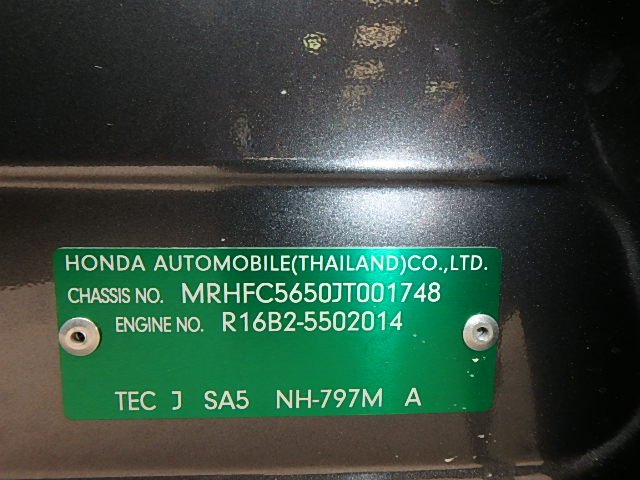 HONDA AUTOMOBILE(THAILAND)CO.,LTD.
CHASSIS NO. MRHFC5650JT001748
ENGINE NO. R16B2-5502014
TEC J SA5 NH-797M A